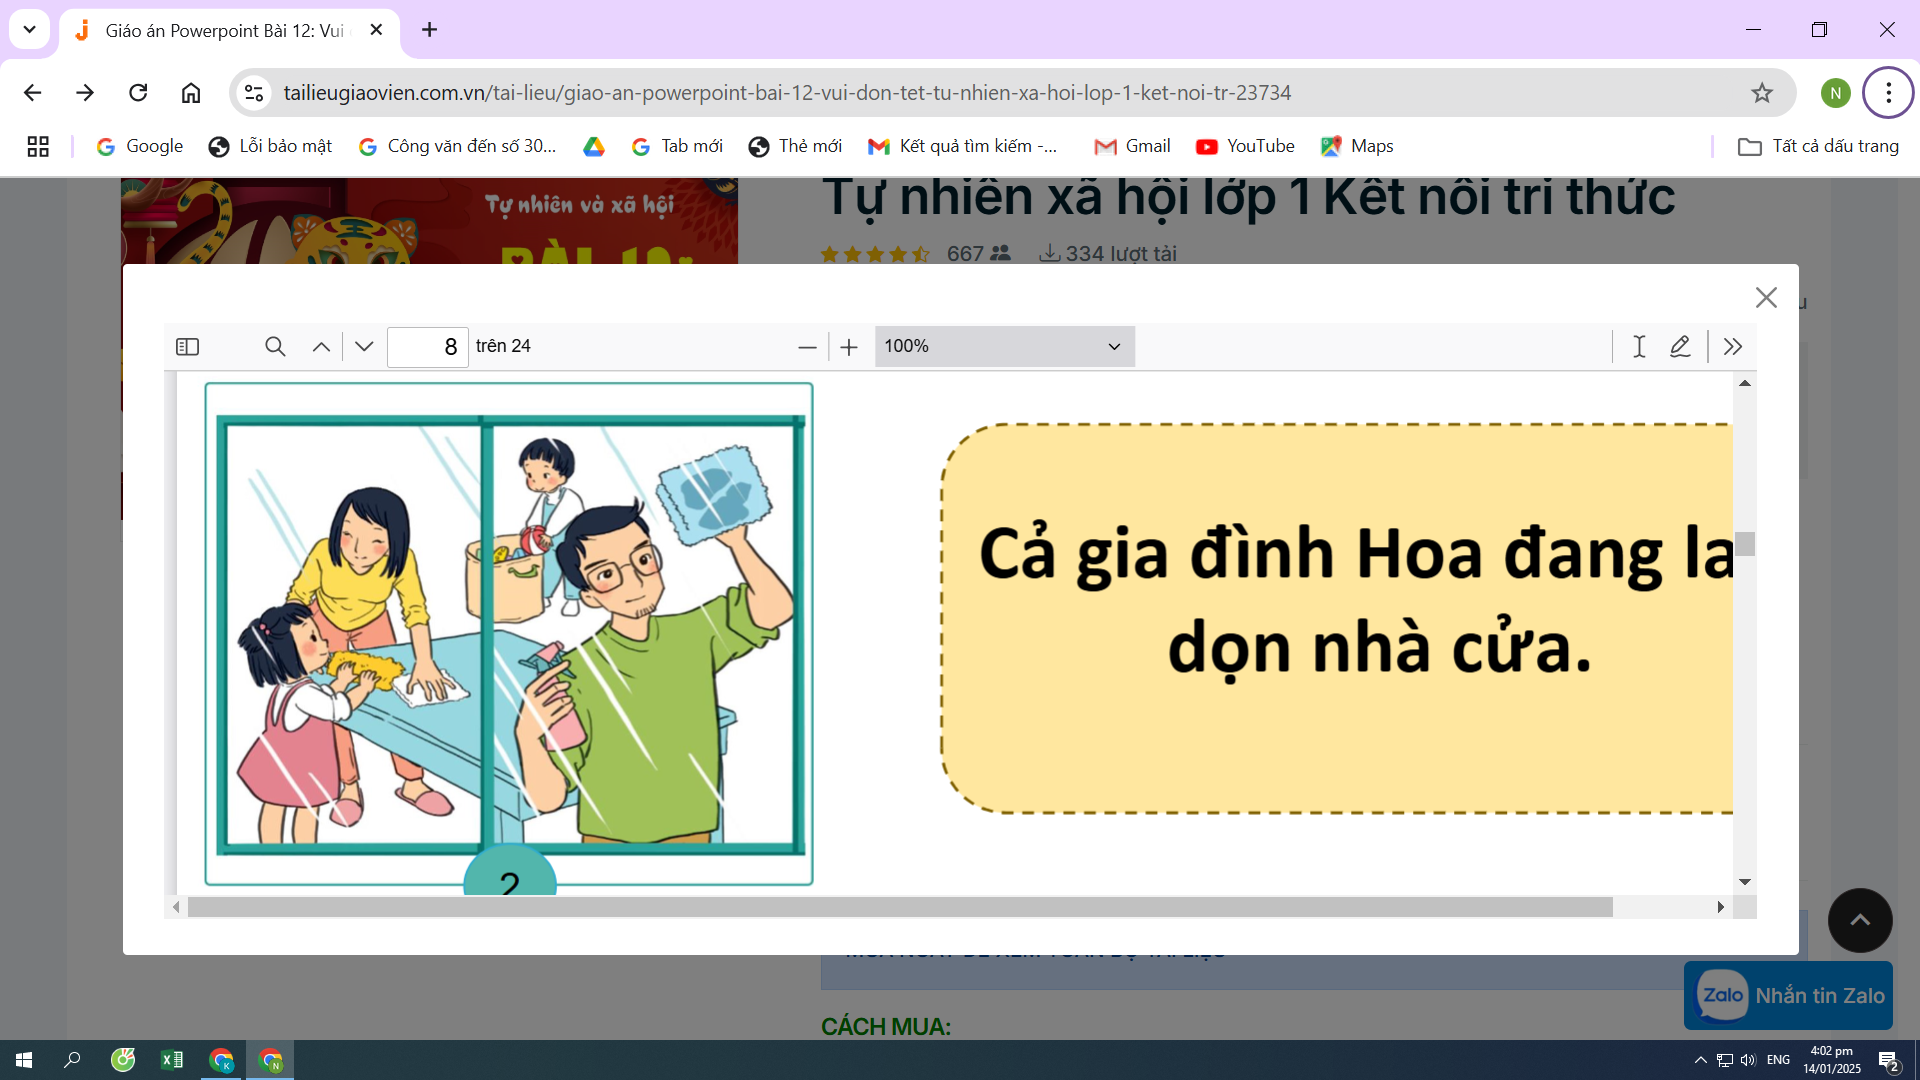 Giáo án Powerpoint Bài 12: Vui
tailieugiaovien.com.vn/tai-lieu/giao-an-powerpoint-bai-12-vui-don-tet-tu-nhien-xa-hoi-lop-1-ket-noi-tr-23734
N
Google
Lỗi bảo mật
Công văn đến số 30...
Tab mới
Thẻ mới
Kết quả tìm kiếm -...
Gmail
YouTube
Maps
Tất cả dấu trang
Tự nhiên và xã hội
BÀI 12:
Tự nhiên xã hội lớp 1 Kết nối tri thức
667
334 lượt tải
8 trên 24
100%
Cả gia đình Hoa đang la
dọn nhà cửa.
2
CÁCH MUA:
Zalo Nhắn tin Zalo
ENG
4:02 pm
14/01/2025
2